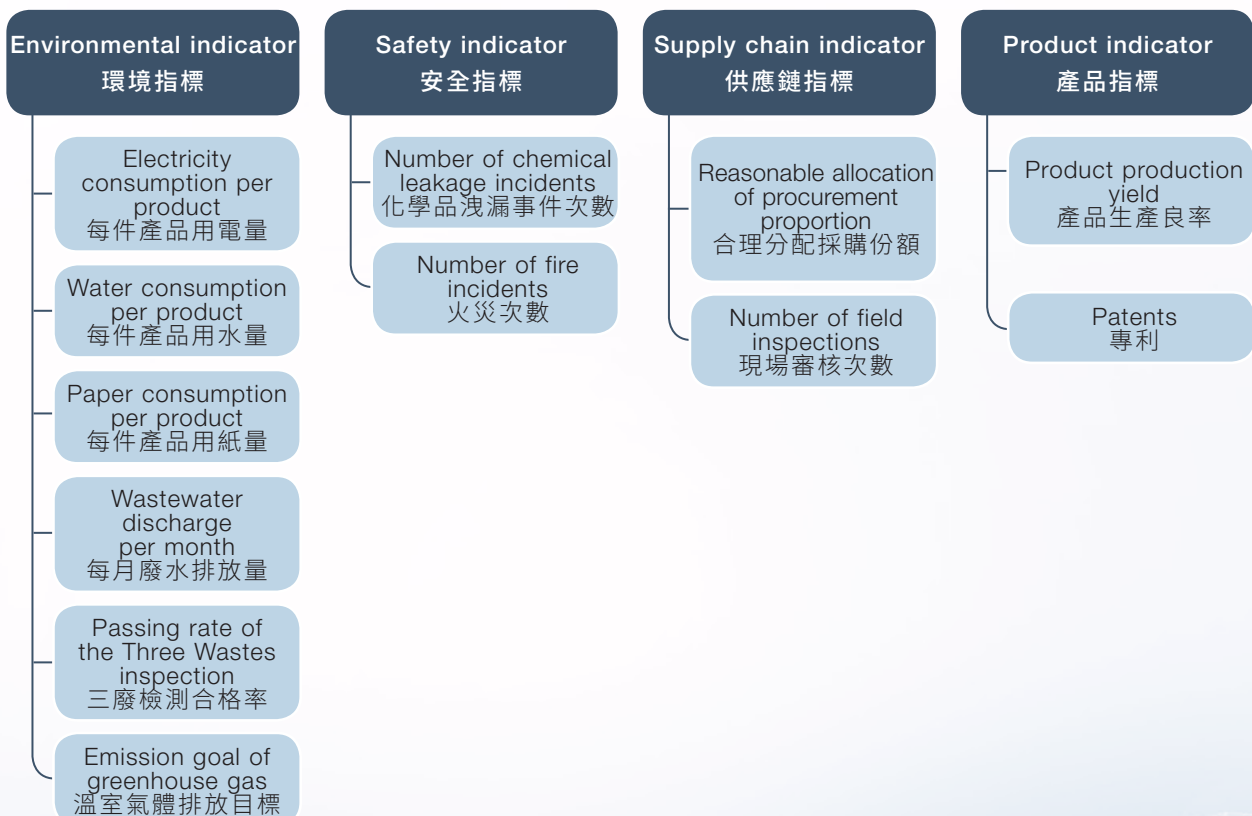 Environmental indicator
環境指標
Electricity
consumption per
product
每件產品用電量
Water consumption
per product
每件產品用水量
Paper consumption
per product
每件產品用紙量
Wastewater
discharge
per month
每月廢水排放量
Passing rate of
the Three Wastes
inspection
三廢檢測合格率
Emission goal of
greenhouse gas
溫室氣體排放目標
Safety indicator
安全指標
Number of chemical
leakage incidents
化學品洩漏事件次數
Number of fire
incidents
火災次數
Supply chain indicator
供應鏈指標
Reasonable allocation
of procurement
proportion
合理分配採購份額
Number of field
inspections
現場審核次數
Product indicator
產品指標
Product production
yield
產品生產良率
Patents
專利